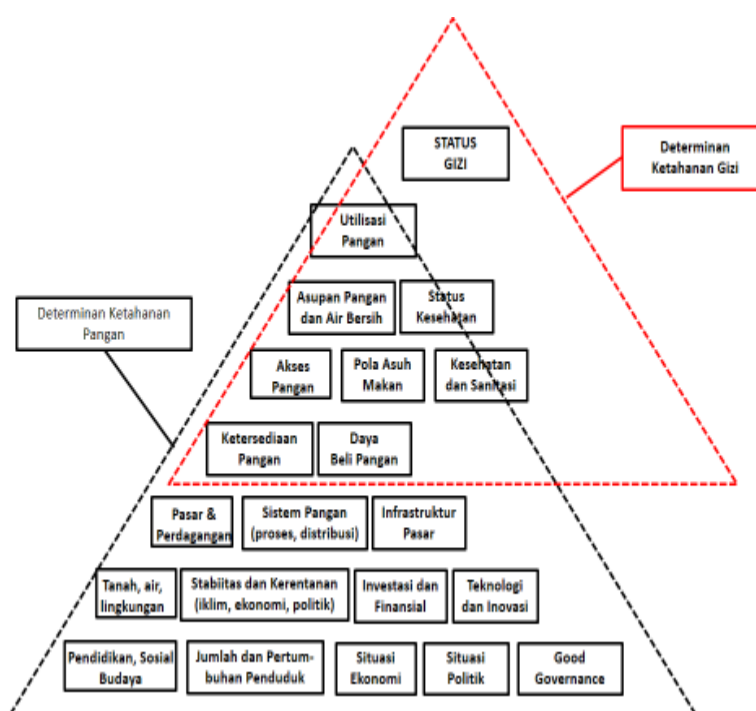 STATUS
GIZI
Determinan
Ketahanan Gizi
Utilisasi
Pangan
Asupan Pangan
dan Air Bersih
Status
Kesehatan
Determinan Ketahanan
Pangan
Akses
Pangan
Pola Asuh
Makan
Kesehatan
dan Sanitasi
Ketersediaan
Pangan
Daya
Beli Pangan
Pasar &
Perdagangan
Sistem Pangan
(proses, distribusi)
Infrastruktur
Pasar
Tanah, air,
lingkungan
Stabiitas dan Kerentanan
(iklim, ekonomi, politik)
Investasi dan
Finansial
Teknologi
dan Inovasi
Pendidikan, Sosial
Budaya
Jumlah dan Pertum-
buhan Penduduk
Situasi
Ekonomi
Situasi
Politik
Good
Governance